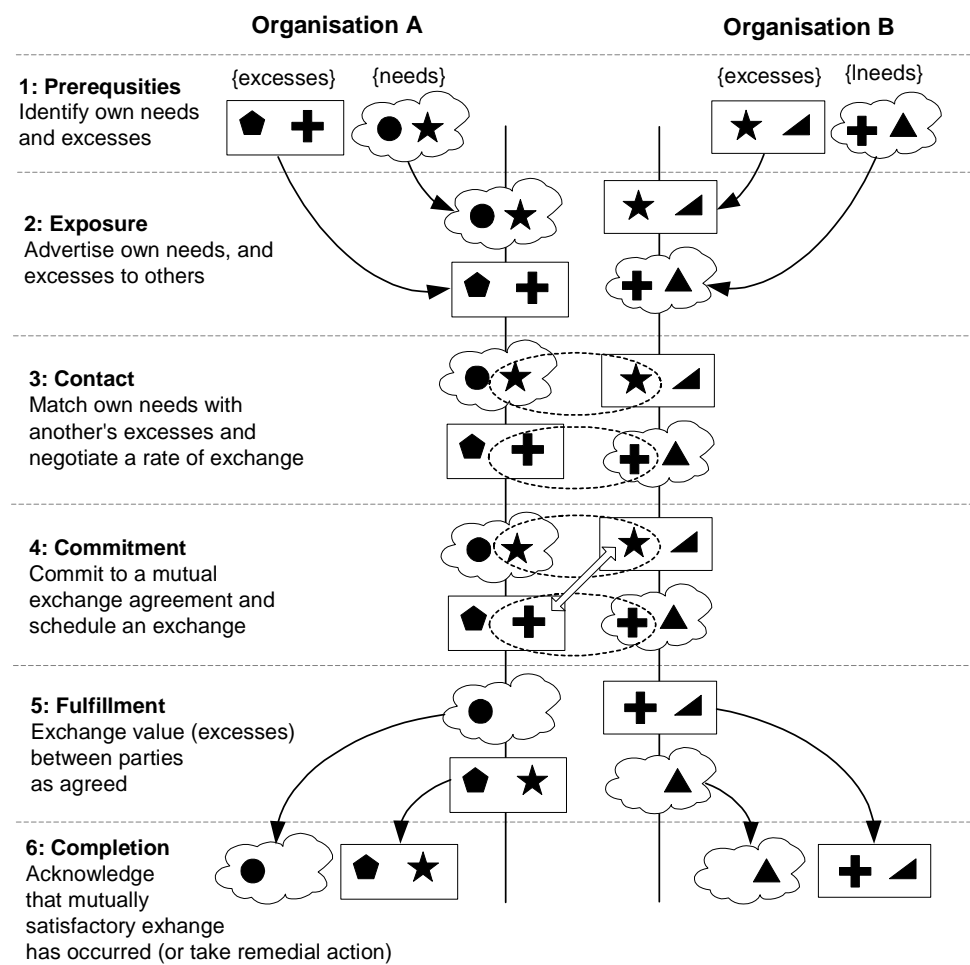 Organisation A
Organisation B
1: Prerequsities
Identify own needs
and excesses
{excesses}
{needs}
{excesses}
{lneeds}
2: Exposure
Advertise own needs, and
excesses to others
3: Contact
Match own needs with
another's excesses and
negotiate a rate of exchange
4: Commitment
Commit to a mutual
exchange agreement and
schedule an exchange
5: Fulfillment
Exchange value (excesses)
between parties
as agreed
6: Completion
Acknowledge
that mutually
satisfactory exhange
has occurred (or take remedial action)